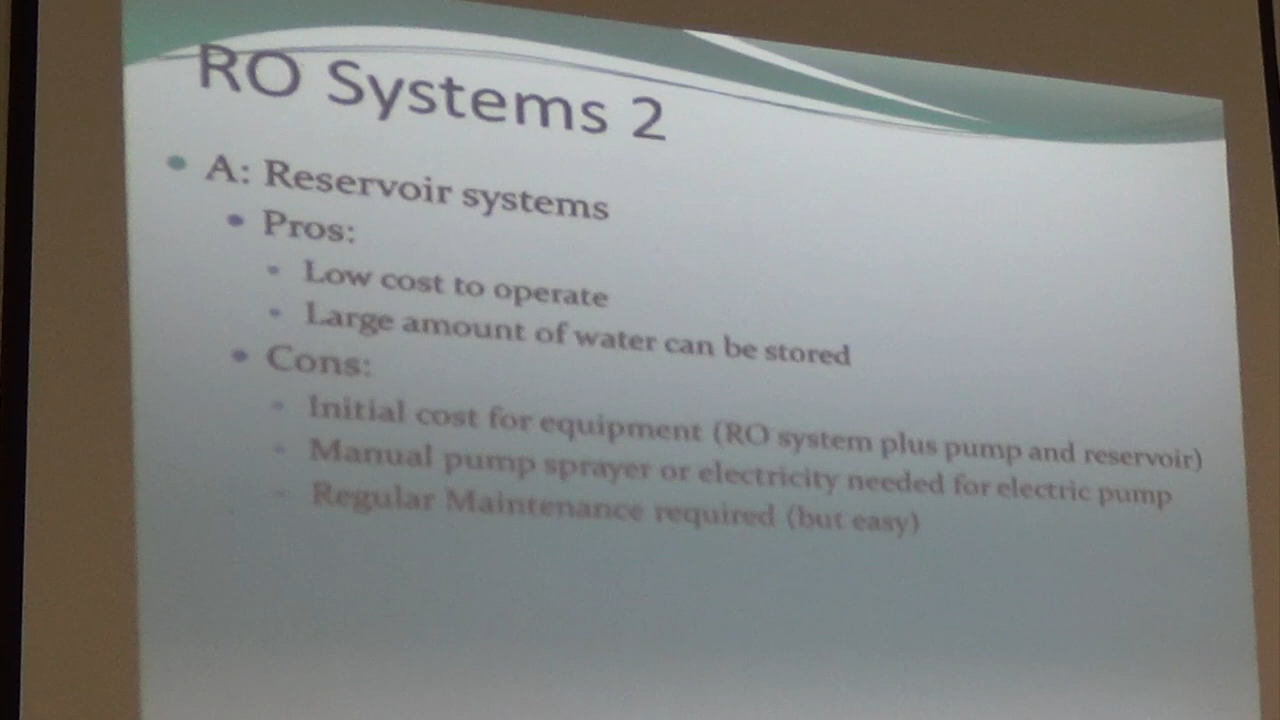 RO Systems 2
A: Reservoir systems
Pros:
Low cost to operate
Large amount of water can be stored
Cons:
Initial cost for equipment (RO system plus pump and reservoir)
Manual pump sprayer or electricity needed for electric pump
Regular Maintenance required (but easy)